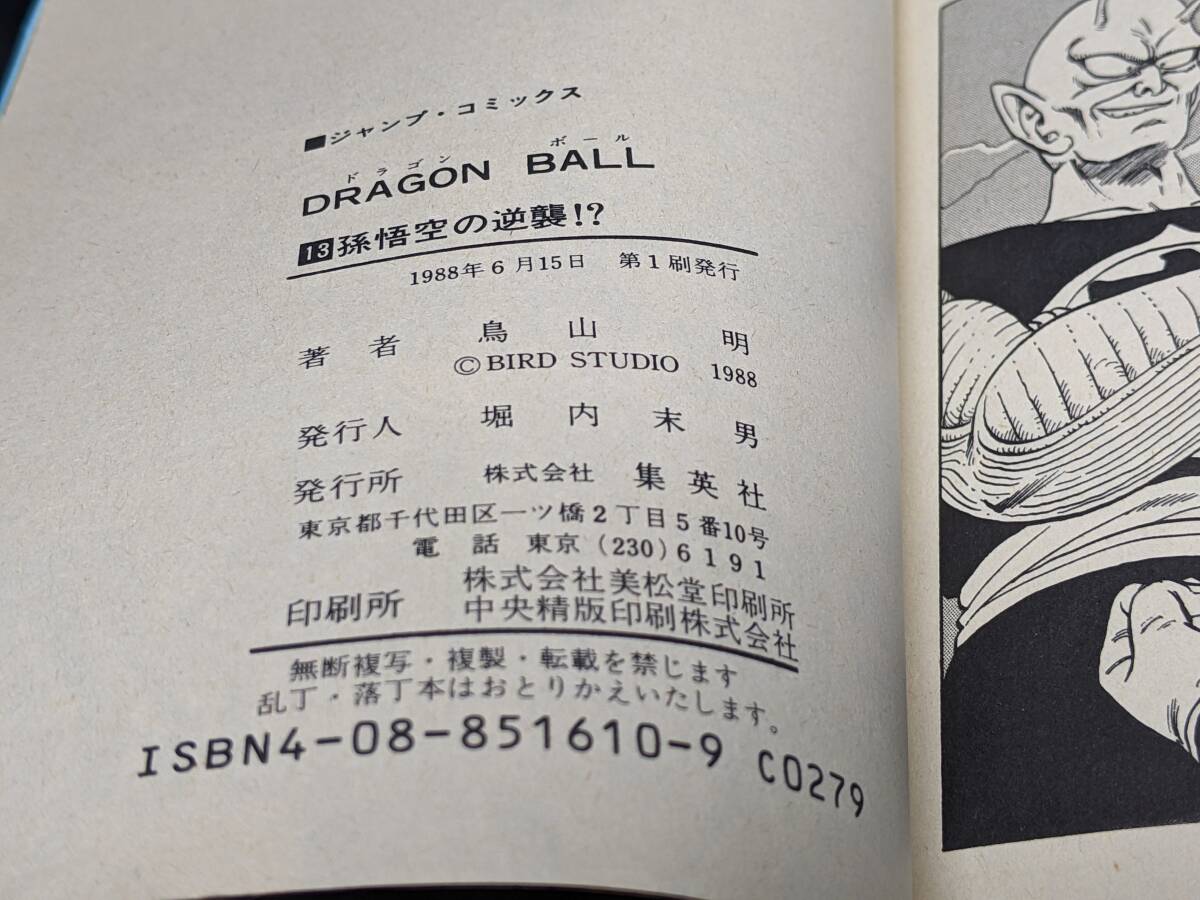 ■ジャンプ・コミックス
ドラゴン ボール
DRAGON BALL
13孫悟空の逆襲!?
1988年6月15日 第1刷発行
著者 鳥山明
©BIRD STUDIO 1988
発行人 堀内末男
発行所 株式会社 集英社
東京都千代田区一ツ橋2丁目5番10号
電話 東京 (230) 6191
印刷所 株式会社美松堂印刷所
中央精版印刷株式会社
無断複写・複製・転載を禁じます
乱丁・落丁本はおとりかえいたします。
ISBN4-08-851610-9 C0279